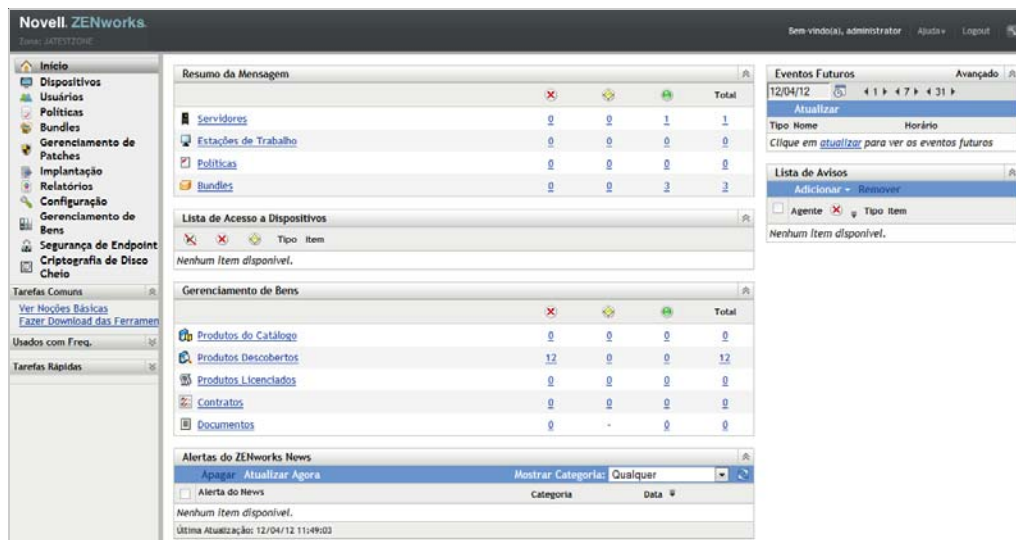 Novell ZENworks
Zona: JATESTZONE
Bem-vindo(a), administrator Ajuda Logout
Início
Dispositivos
Usuários
Políticas
Bundles
Gerenciamento de
Patches
Implantação
Relatórios
Configuração
Gerenciamento de
Bens
Segurança de Endpoint
Criptografia de Disco
Cheio
Tarefas Comuns
Ver Noções Básicas
Fazer Download das Ferramen
Usados com Freq.
Tarefas Rápidas
Resumo da Mensagem
Total
Servidores 0 0 1 1
Estações de Trabalho 0 0 0 0
Políticas 0 0 0 0
Bundles 0 0 3 3
Lista de Acesso a Dispositivos
Tipo Item
Nenhum item disponível.
Gerenciamento de Bens
Total
Produtos do Catálogo 0 0 0 0
Produtos Descobertos 12 0 0 12
Produtos Licenciados 0 0 0 0
Contratos 0 0 0 0
Documentos 0 - 0 0
Alertas do ZENworks News
Apagar Atualizar Agora Mostrar Categoria: Qualquer
Alerta do News Categoria Data
Nenhum item disponível.
Última Atualização: 12/04/12 11:49:03
Eventos Futuros Avançado
12/04/12 1 7 31
Atualizar
Tipo Nome Horário
Clique em atualizar para ver os eventos futuros
Lista de Avisos
Adicionar Remover
Agente Tipo Item
Nenhum item disponível.